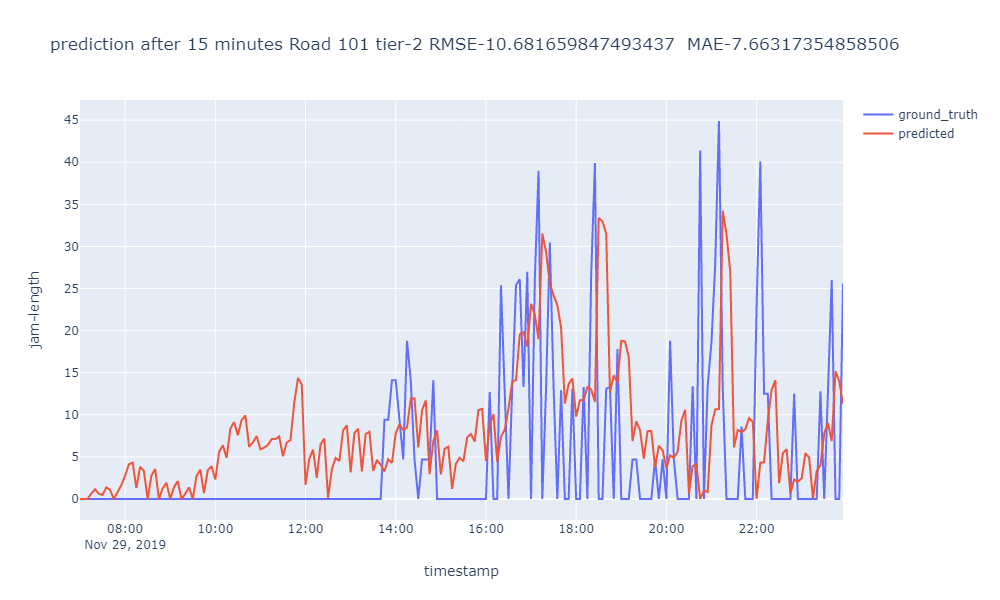 prediction after 15 minutes Road 101 tier-2 RMSE-10.681659847493437  MAE-7.66317354858506
ground_truth
predicted
45
40
35
30
25
20
15
10
5
0
jam-length
08:00 10:00 12:00 14:00 16:00 18:00 20:00 22:00
Nov 29, 2019
timestamp